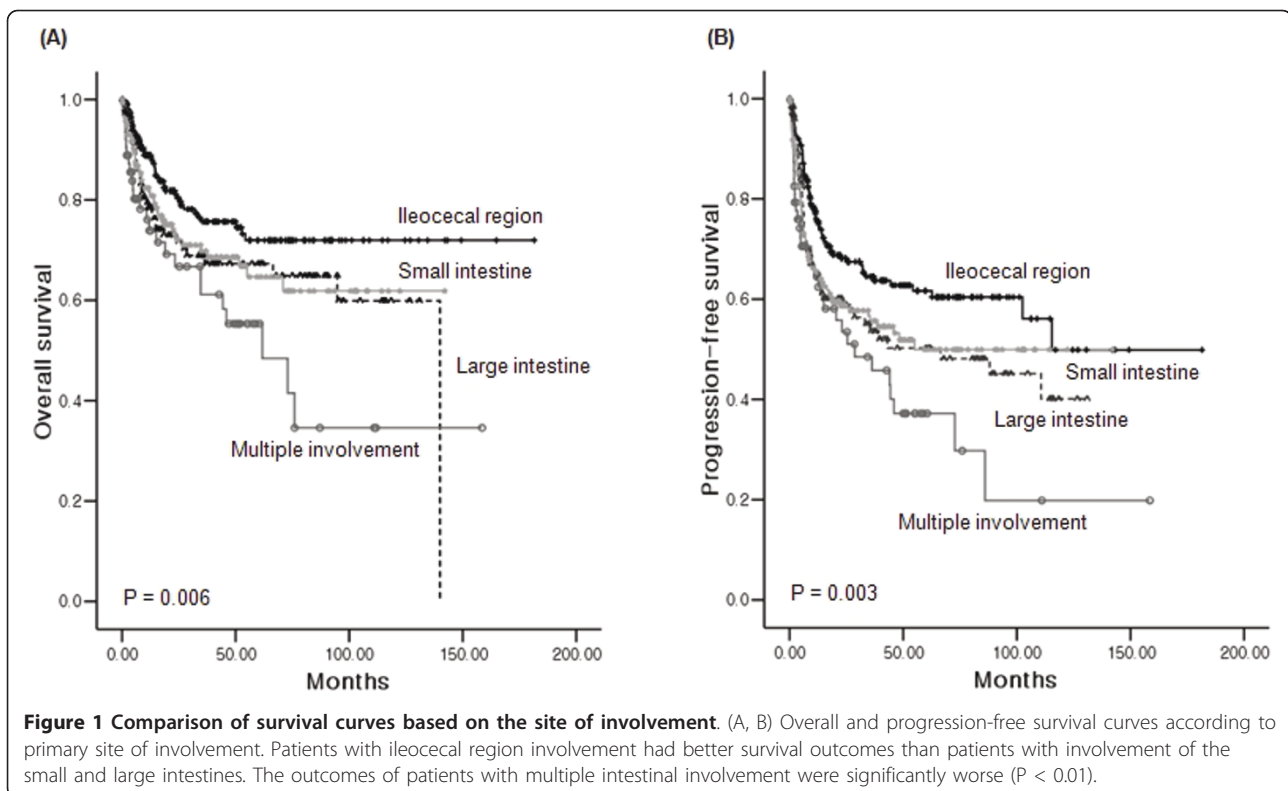 (A)
Overall survival
1.0
0.8
0.6
0.4
0.2
0.0
Ileocecal region
Small intestine
Large intestine
Multiple involvement
P = 0.006
0.00 50.00 100.00 150.00 200.00
Months
(B)
Progression-free survival
1.0
0.8
0.6
0.4
0.2
0.0
Ileocecal region
Small intestine
Large intestine
Multiple involvement
P = 0.003
0.00 50.00 100.00 150.00 200.00
Months
Figure 1 Comparison of survival curves based on the site of involvement. (A, B) Overall and progression-free survival curves according to
primary site of involvement. Patients with ileocecal region involvement had better survival outcomes than patients with involvement of the
small and large intestines. The outcomes of patients with multiple intestinal involvement were significantly worse (P < 0.01).